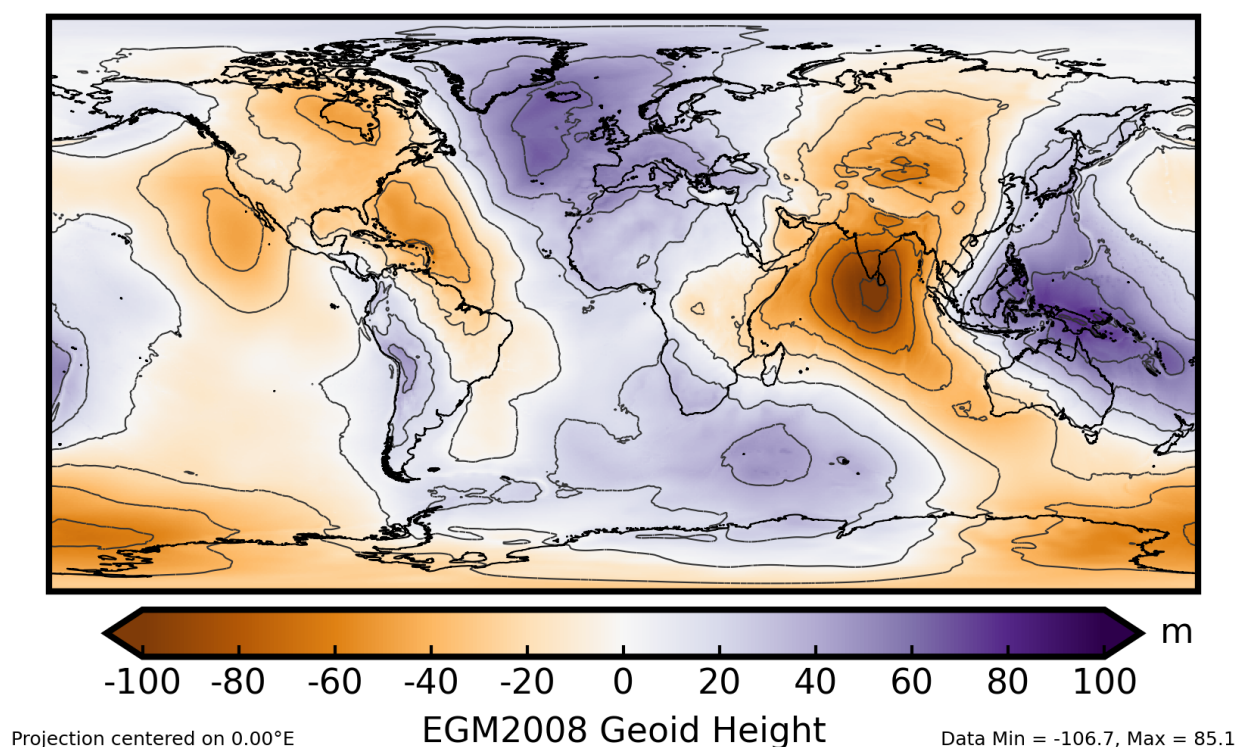 m
-100 -80 -60 -40 -20 0 20 40 60 80 100
EGM2008 Geoid Height
Projection centered on 0.00°E
Data Min = -106.7, Max = 85.1